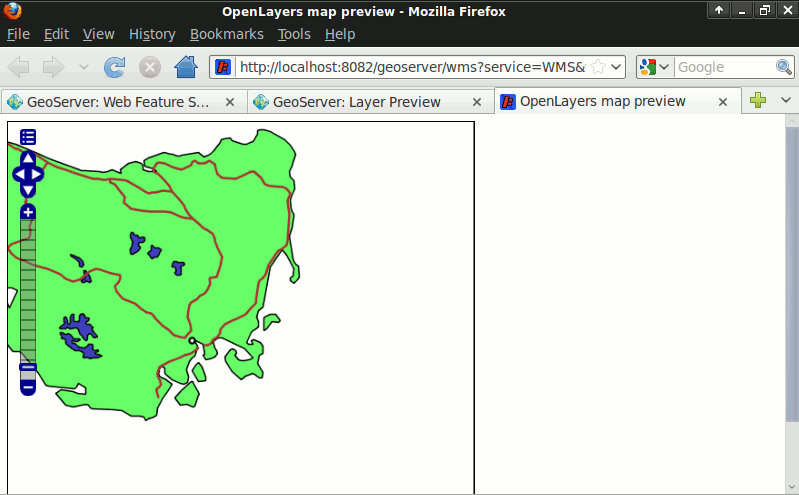 OpenLayers map preview - Mozilla Firefox
File Edit View History Bookmarks Tools Help
http://localhost:8082/geoserver/wms?service=WMS& Google
GeoServer: Web Feature S... GeoServer: Layer Preview OpenLayers map preview